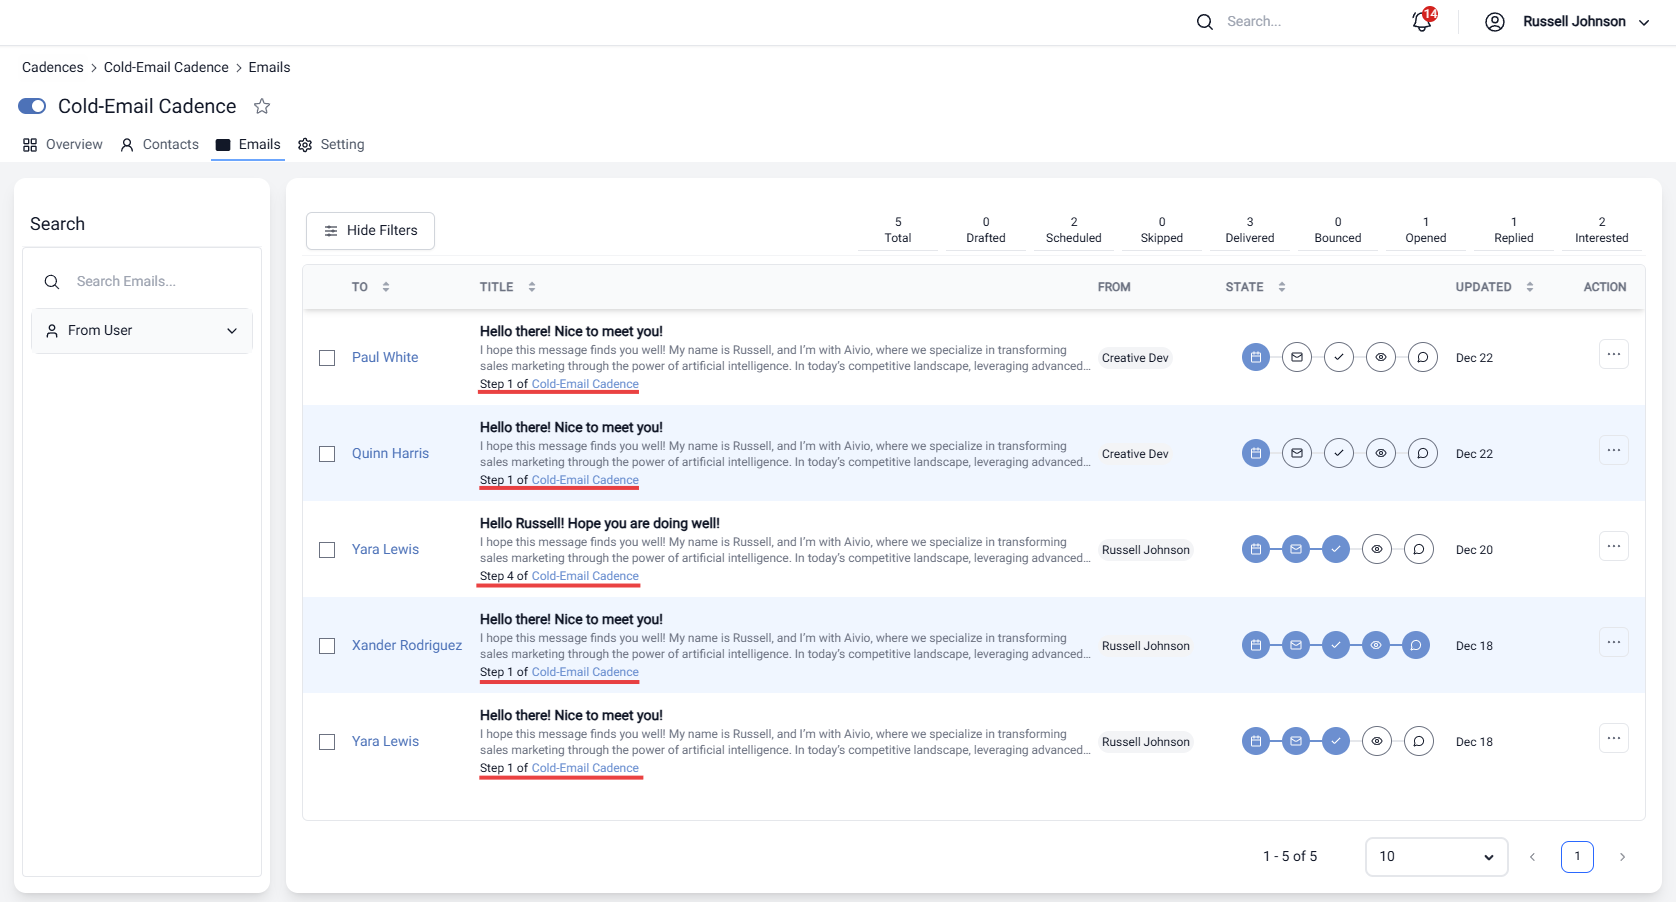 Search...
14
Russell Johnson
Cadences > Cold-Email Cadence > Emails
Cold-Email Cadence
Overview Contacts Emails Setting
Search
Search Emails...
From User
Hide Filters
5 0 2 0 3 0 1 1 2
Total Drafted Scheduled Skipped Delivered Bounced Opened Replied Interested
TO TITLE FROM STATE UPDATED ACTION
Hello there! Nice to meet you!
I hope this message finds you well! My name is Russell, and I'm with Aivio, where we specialize in transforming
sales marketing through the power of artificial intelligence. In today's competitive landscape, leveraging advanced...
Step 1 of Cold-Email Cadence
Paul White
Creative Dev
Dec 22
...
Hello there! Nice to meet you!
I hope this message finds you well! My name is Russell, and I'm with Aivio, where we specialize in transforming
sales marketing through the power of artificial intelligence. In today's competitive landscape, leveraging advanced...
Step 1 of Cold-Email Cadence
Quinn Harris
Creative Dev
Dec 22
...
Hello Russell! Hope you are doing well!
I hope this message finds you well! My name is Russell, and I'm with Aivio, where we specialize in transforming
sales marketing through the power of artificial intelligence. In today's competitive landscape, leveraging advanced...
Step 4 of Cold-Email Cadence
Yara Lewis
Russell Johnson
Dec 20
...
Hello there! Nice to meet you!
I hope this message finds you well! My name is Russell, and I'm with Aivio, where we specialize in transforming
sales marketing through the power of artificial intelligence. In today's competitive landscape, leveraging advanced...
Step 1 of Cold-Email Cadence
Xander Rodriguez
Russell Johnson
Dec 18
...
Hello there! Nice to meet you!
I hope this message finds you well! My name is Russell, and I'm with Aivio, where we specialize in transforming
sales marketing through the power of artificial intelligence. In today's competitive landscape, leveraging advanced...
Step 1 of Cold-Email Cadence
Yara Lewis
Russell Johnson
Dec 18
...
1 - 5 of 5
10
< 1 >